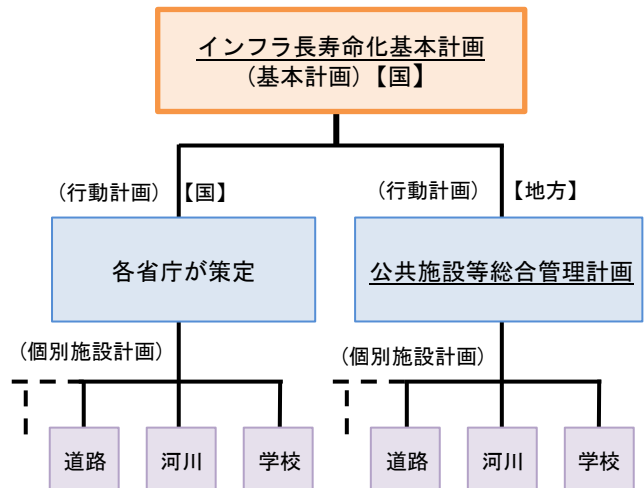 インフラ長寿命化基本計画
(基本計画)【国】
(行動計画) 【国】
(行動計画) 【地方】
各省庁が策定
公共施設等総合管理計画
(個別施設計画)
(個別施設計画)
道路
河川
学校
道路
河川
学校